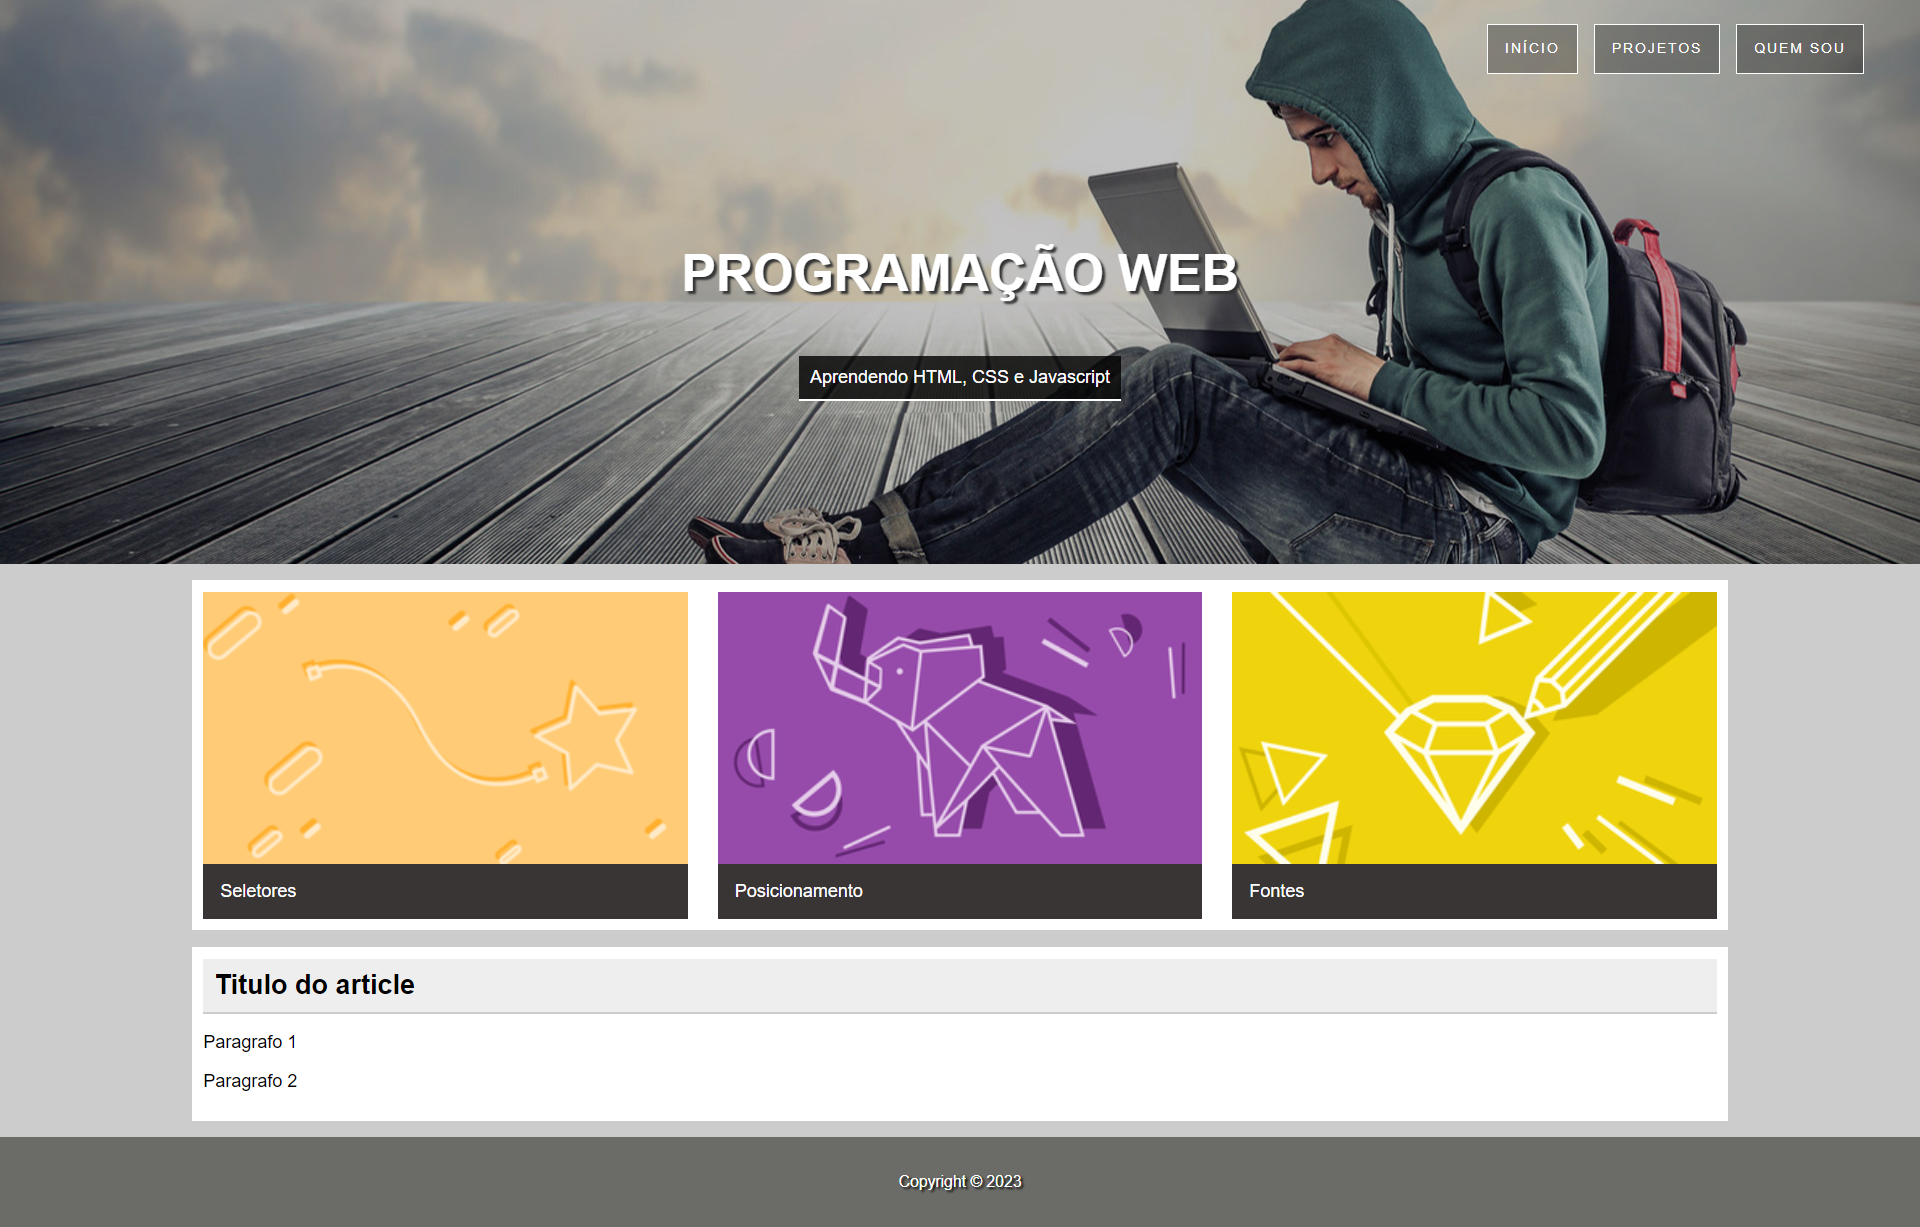 INÍCIO
PROJETOS
QUEM SOU
PROGRAMAÇÃO WEB
Aprendendo HTML, CSS e Javascript
Seletores
Posicionamento
Fontes
Titulo do article
Paragrafo 1
Paragrafo 2
Copyright © 2023